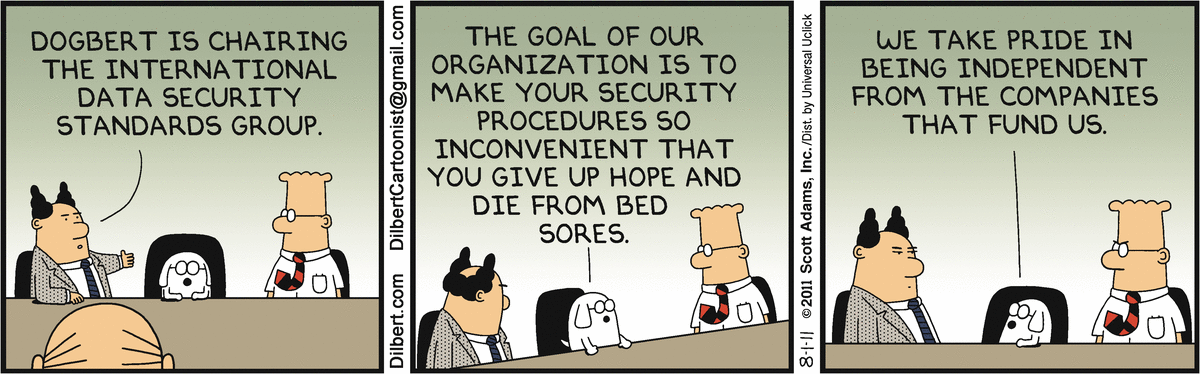 DOGBERT IS CHAIRING
THE INTERNATIONAL
DATA SECURITY
STANDARDS GROUP.
Dilbert.com DilbertCartoonist@gmail.com
THE GOAL OF OUR
ORGANIZATION IS TO
MAKE YOUR SECURITY
PROCEDURES SO
INCONVENIENT THAT
YOU GIVE UP HOPE AND
DIE FROM BED
SORES.
8-1-11 ©2011 Scott Adams, Inc./Dist. by Universal Uclick
WE TAKE PRIDE IN
BEING INDEPENDENT
FROM THE COMPANIES
THAT FUND US.